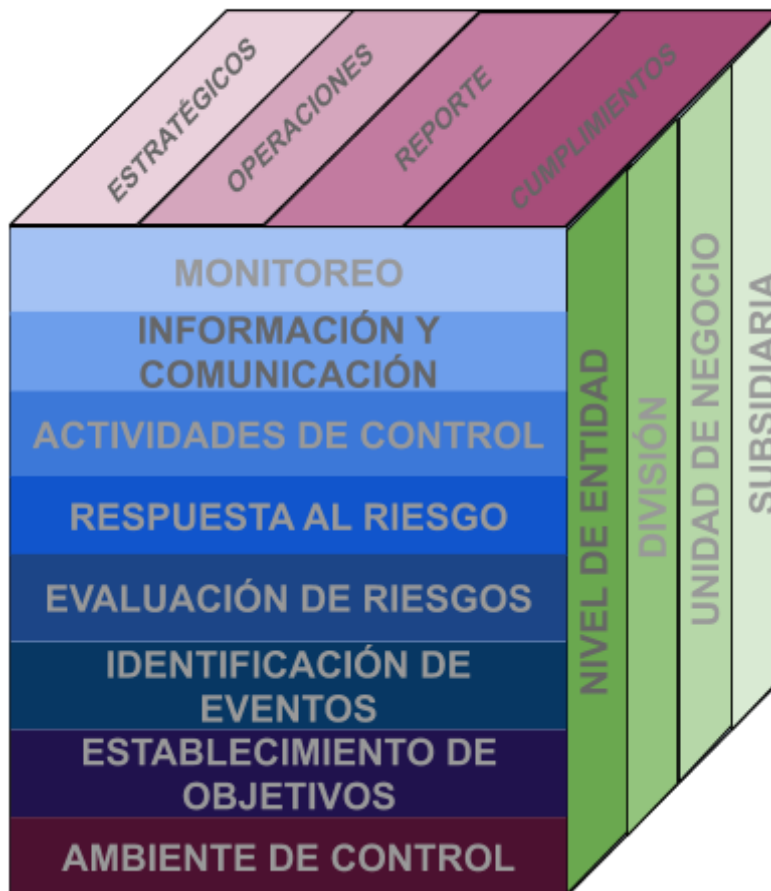 ESTRATÉGICOS
OPERACIONES
REPORTE
CUMPLIMIENTOS
MONITOREO
INFORMACIÓN Y
COMUNICACIÓN
ACTIVIDADES DE CONTROL
RESPUESTA AL RIESGO
EVALUACIÓN DE RIESGOS
IDENTIFICACIÓN DE
EVENTOS
ESTABLECIMIENTO DE
OBJETIVOS
AMBIENTE DE CONTROL
NIVEL DE ENTIDAD
DIVISIÓN
UNIDAD DE NEGOCIO
SUBSIDIARIA